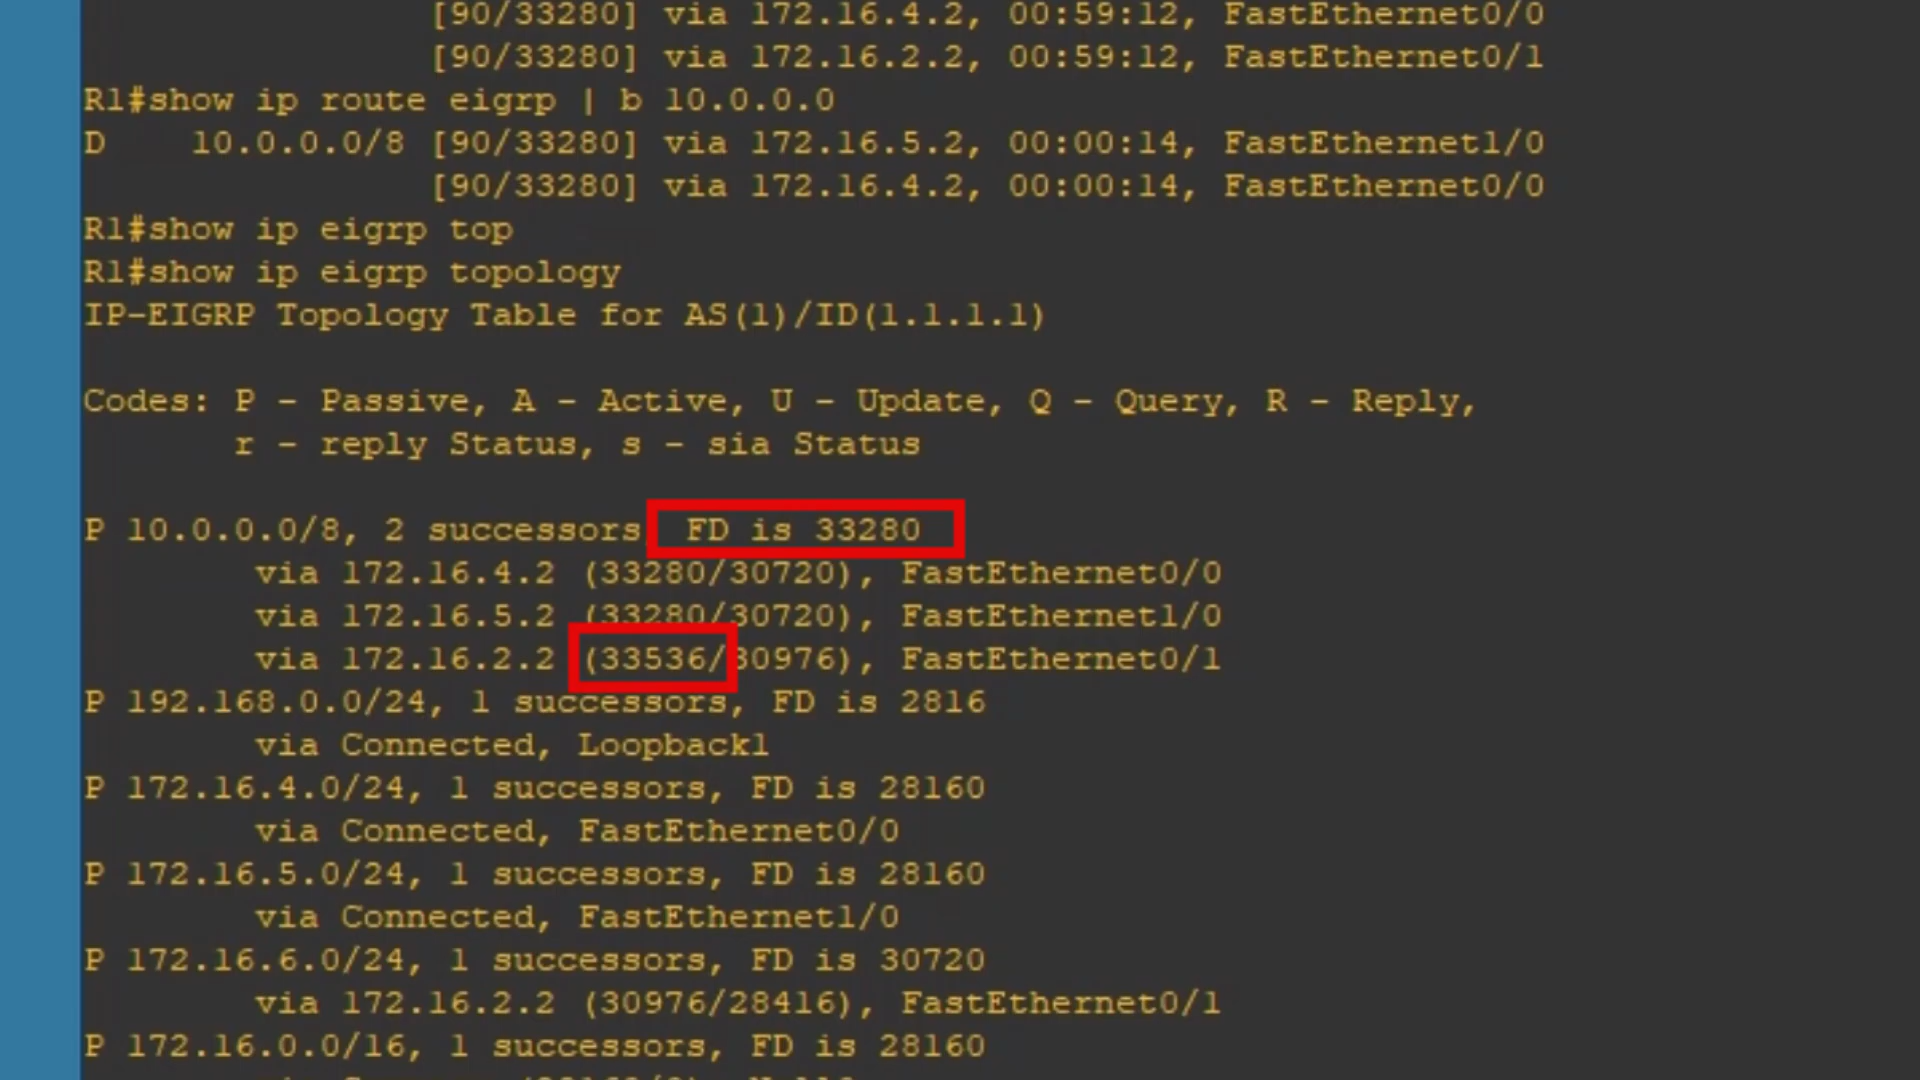 [90/33280] via 172.16.4.2, 00:59:12, FastEthernet0/0
[90/33280] via 172.16.2.2, 00:59:12, FastEthernet0/1
R1#show ip route eigrp | b 10.0.0.0
D 10.0.0.0/8 [90/33280] via 172.16.5.2, 00:00:14, FastEthernet1/0
[90/33280] via 172.16.4.2, 00:00:14, FastEthernet0/0
R1#show ip eigrp top
R1#show ip eigrp topology
IP-EIGRP Topology Table for AS(1)/ID(1.1.1.1)
Codes: P - Passive, A - Active, U - Update, Q - Query, R - Reply,
r - reply Status, s - sia Status
P 10.0.0.0/8, 2 successors, FD is 33280
via 172.16.4.2 (33280/30720), FastEthernet0/0
via 172.16.5.2 (33280/30720), FastEthernet1/0
via 172.16.2.2 (33536/30976), FastEthernet0/1
P 192.168.0.0/24, 1 successors, FD is 2816
via Connected, Loopback1
P 172.16.4.0/24, 1 successors, FD is 28160
via Connected, FastEthernet0/0
P 172.16.5.0/24, 1 successors, FD is 28160
via Connected, FastEthernet1/0
P 172.16.6.0/24, 1 successors, FD is 30720
via 172.16.2.2 (30976/28416), FastEthernet0/1
P 172.16.0.0/16, 1 successors, FD is 28160